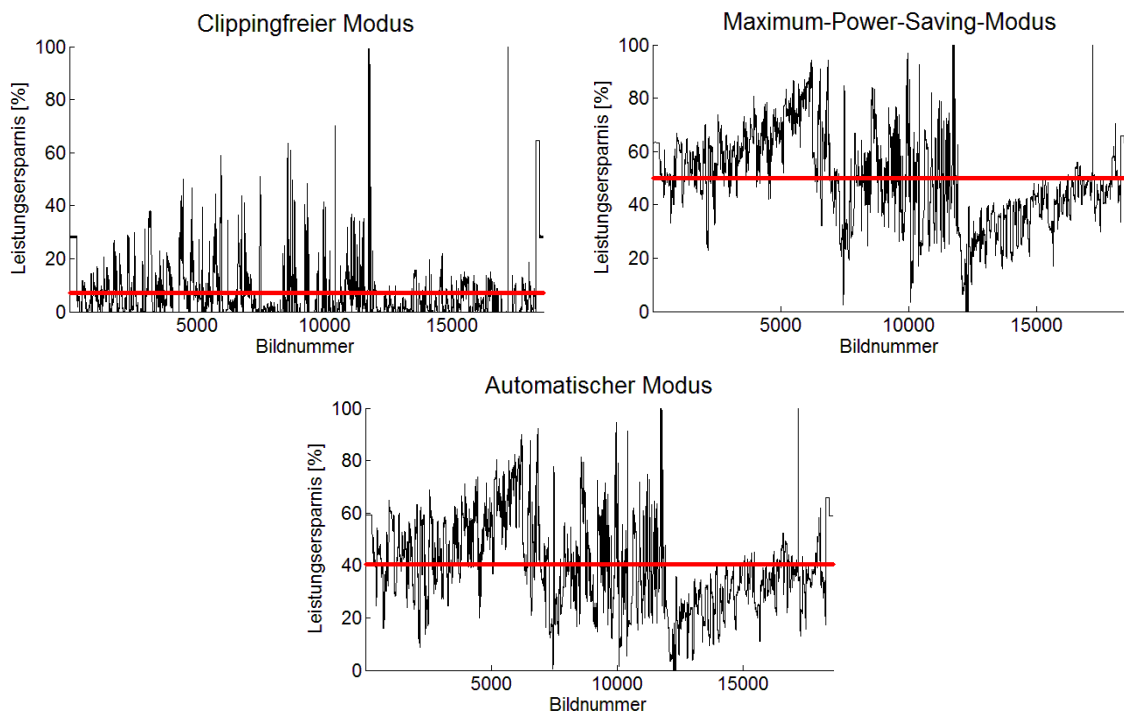 Clippingfreier Modus
Leistungsersparnis [%]
100
80
60
40
20
0
5000 10000 15000
Bildnummer
Maximum-Power-Saving-Modus
Leistungsersparnis [%]
100
80
60
40
20
0
5000 10000 15000
Bildnummer
Automatischer Modus
Leistungsersparnis [%]
100
80
60
40
20
0
5000 10000 15000
Bildnummer